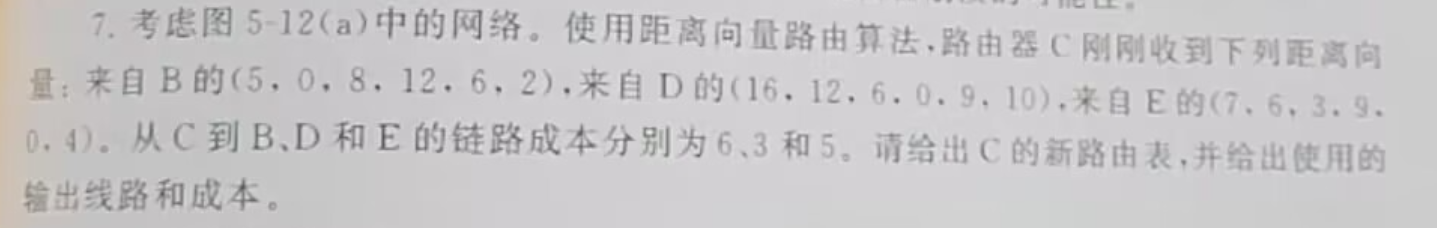 7. 考虑图 5-12(a)中的网络。使用距离向量路由算法,路由器 C 刚刚收到下列距离向
量: 来自 B 的(5, 0, 8, 12, 6, 2),来自 D 的(16, 12, 6, 0, 9, 10),来自 E 的(7, 6, 3, 9,
0, 4)。从 C 到 B、D 和 E 的链路成本分别为 6、3 和 5。请给出 C 的新路由表,并给出使用的
输出线路和成本。